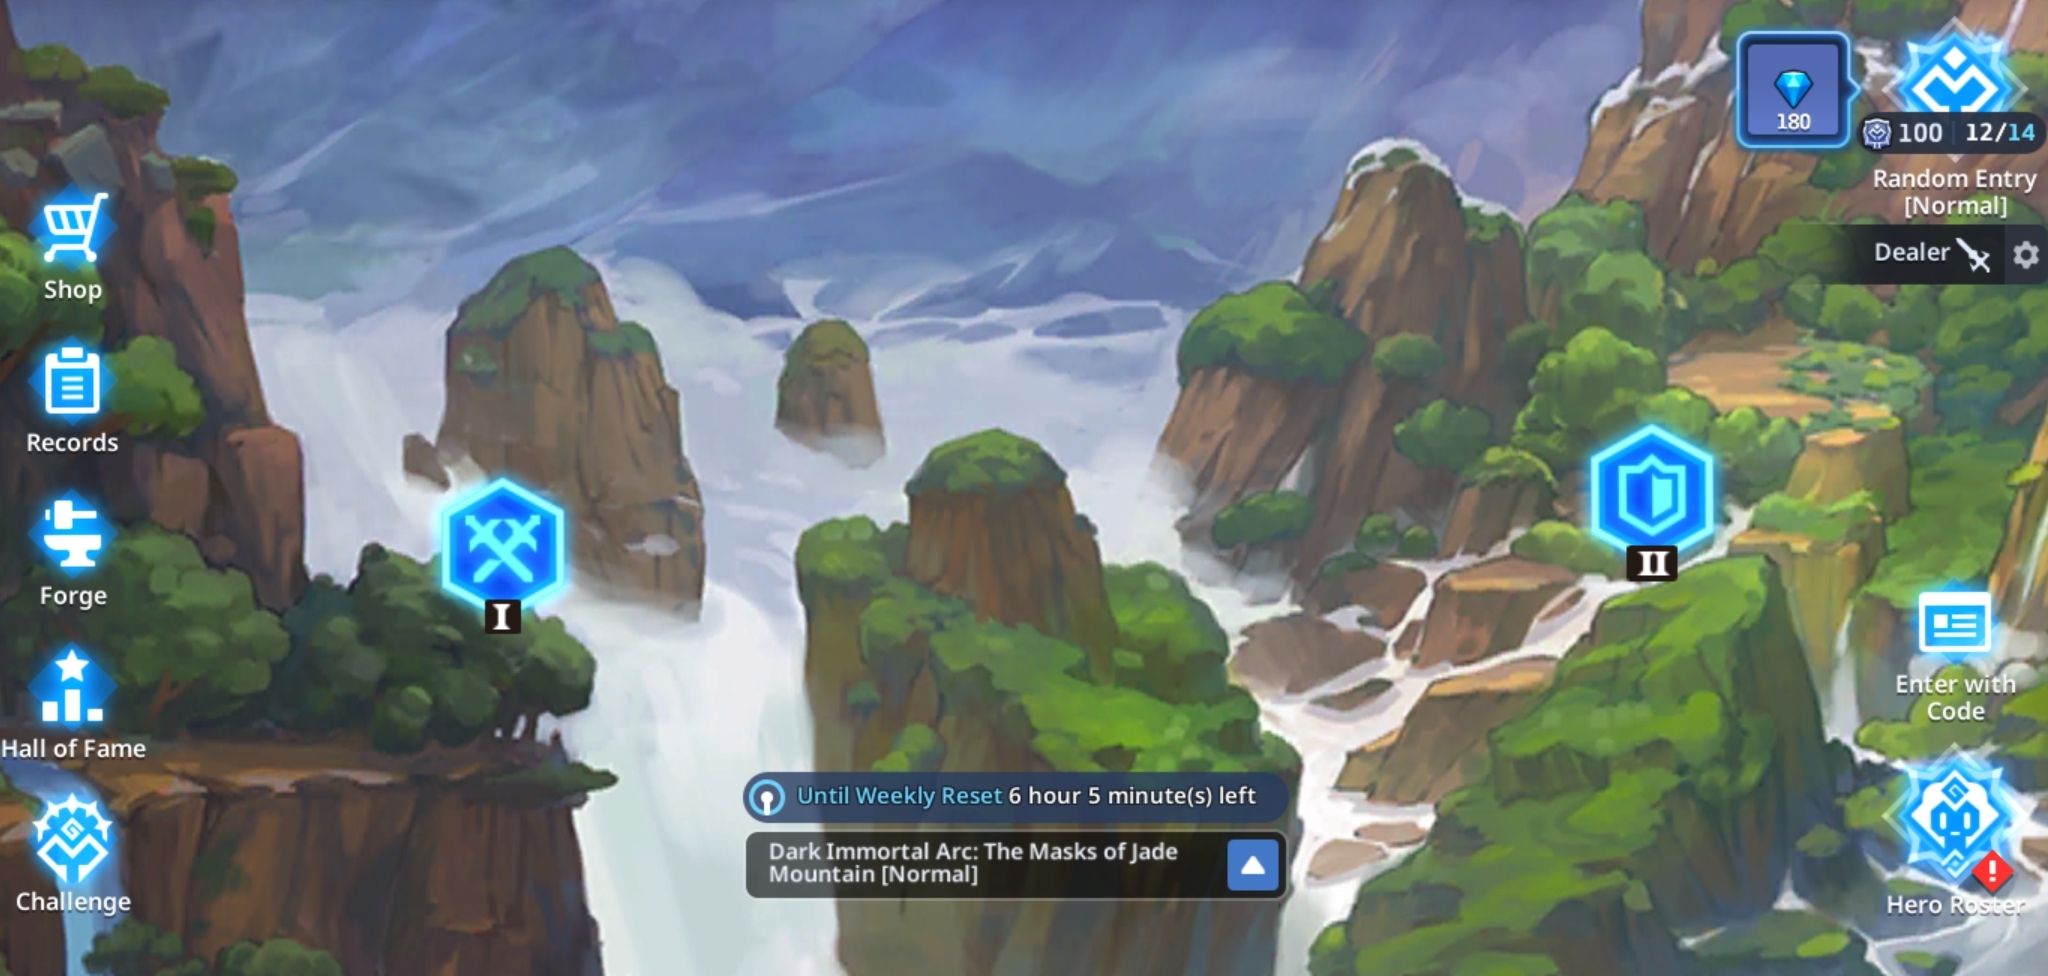 180
100 12/14
Random Entry
[Normal]
Dealer
Shop
Records
Forge
Hall of Fame
Challenge
I
II
Enter with
Code
Hero Roster
Until Weekly Reset 6 hour 5 minute(s) left
Dark Immortal Arc: The Masks of Jade
Mountain [Normal]